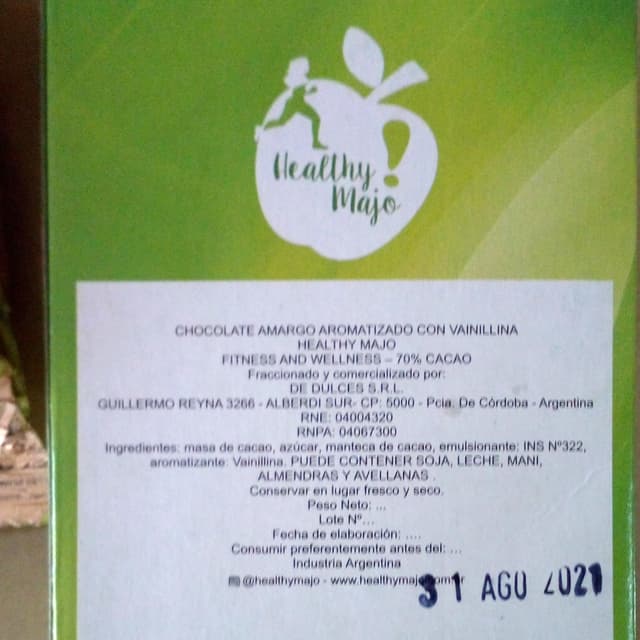 Healthy
Majo
CHOCOLATE AMARGO AROMATIZADO CON VAINILLINA
HEALTHY MAJO
FITNESS AND WELLNESS – 70% CACAO
Fraccionado y comercializado por:
DE DULCES S.R.L.
GUILLERMO REYNA 3266 - ALBERDI SUR- CP: 5000 - Pcia. De Córdoba - Argentina
RNE: 04004320
RNPA: 04067300
Ingredientes: masa de cacao, azúcar, manteca de cacao, emulsionante: INS Nº322,
aromatizante: Vainillina. PUEDE CONTENER SOJA, LECHE, MANI,
ALMENDRAS Y AVELLANAS .
Conservar en lugar fresco y seco.
Peso Neto: ...
Lote Nº...
Fecha de elaboración: ....
Consumir preferentemente antes del: ...
Industria Argentina
@healthymajo - www.healthymajo.com.ar
31 AGO 2021